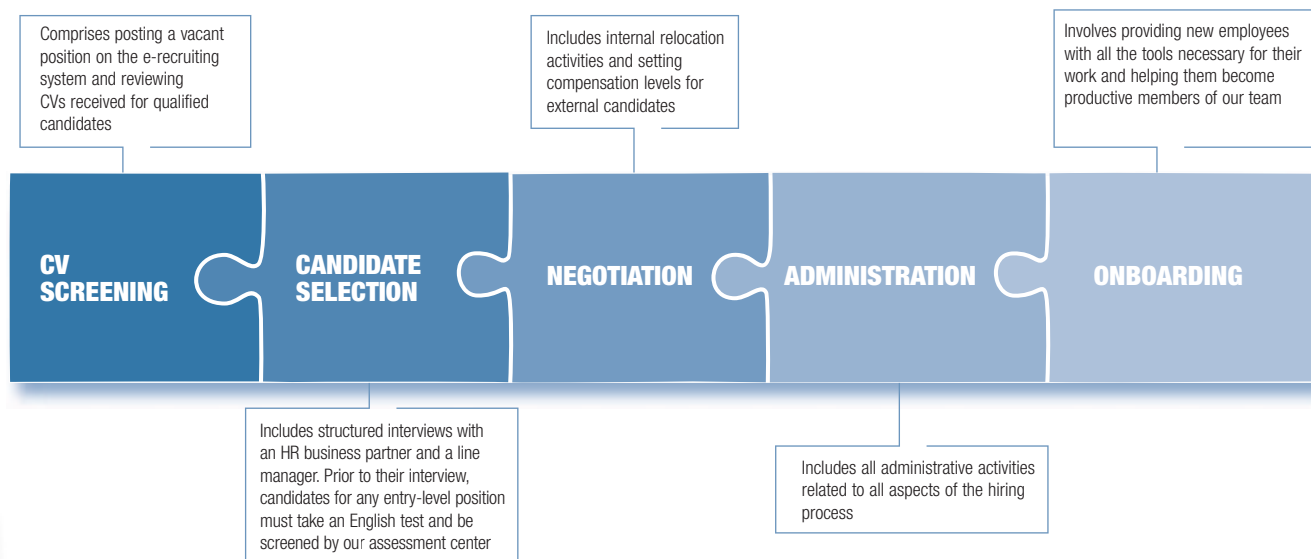 Comprises posting a vacant
position on the e-recruiting
system and reviewing
CVs received for qualified
candidates
Includes internal relocation
activities and setting
compensation levels for
external candidates
Involves providing new employees
with all the tools necessary for their
work and helping them become
productive members of our team
CV
SCREENING
CANDIDATE
SELECTION
NEGOTIATION
ADMINISTRATION
ONBOARDING
Includes structured interviews with
an HR business partner and a line
manager. Prior to their interview,
candidates for any entry-level position
must take an English test and be
screened by our assessment center
Includes all administrative activities
related to all aspects of the hiring
process